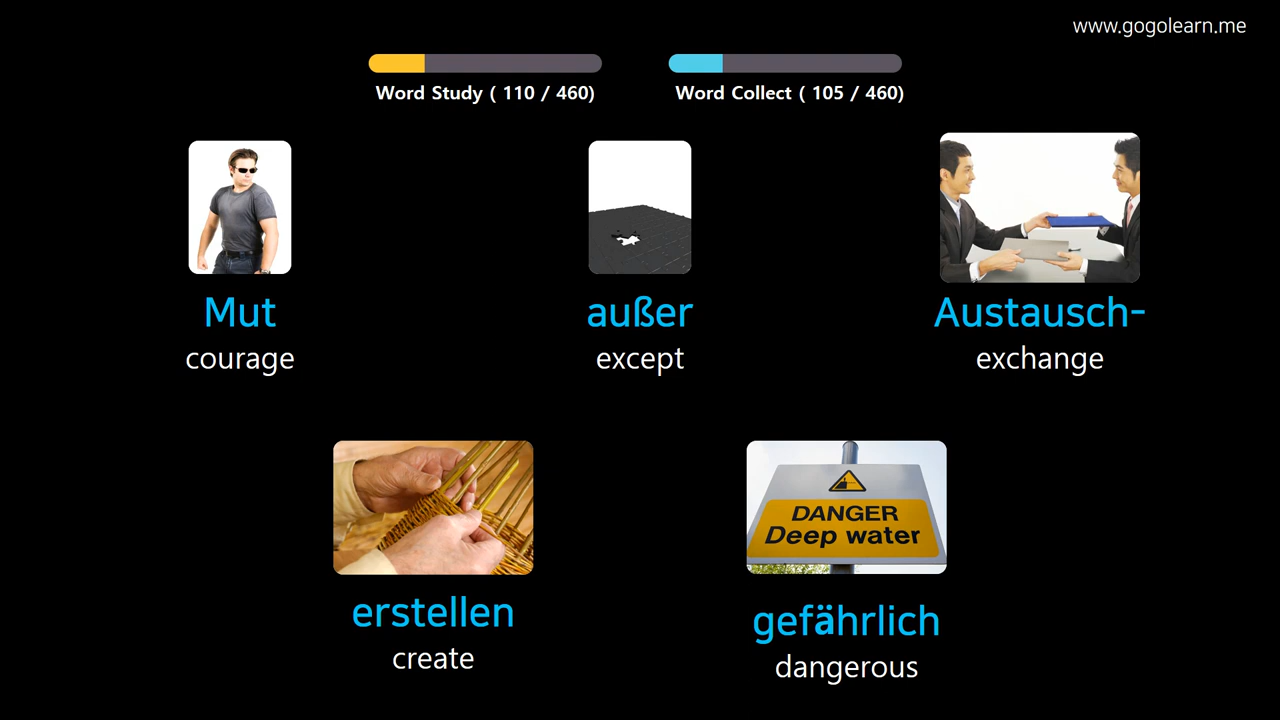 www.gogolearn.me
Word Study ( 110 / 460)
Word Collect ( 105 / 460)
Mut
courage
außer
except
Austausch-
exchange
erstellen
create
DANGER
Deep water
gefährlich
dangerous